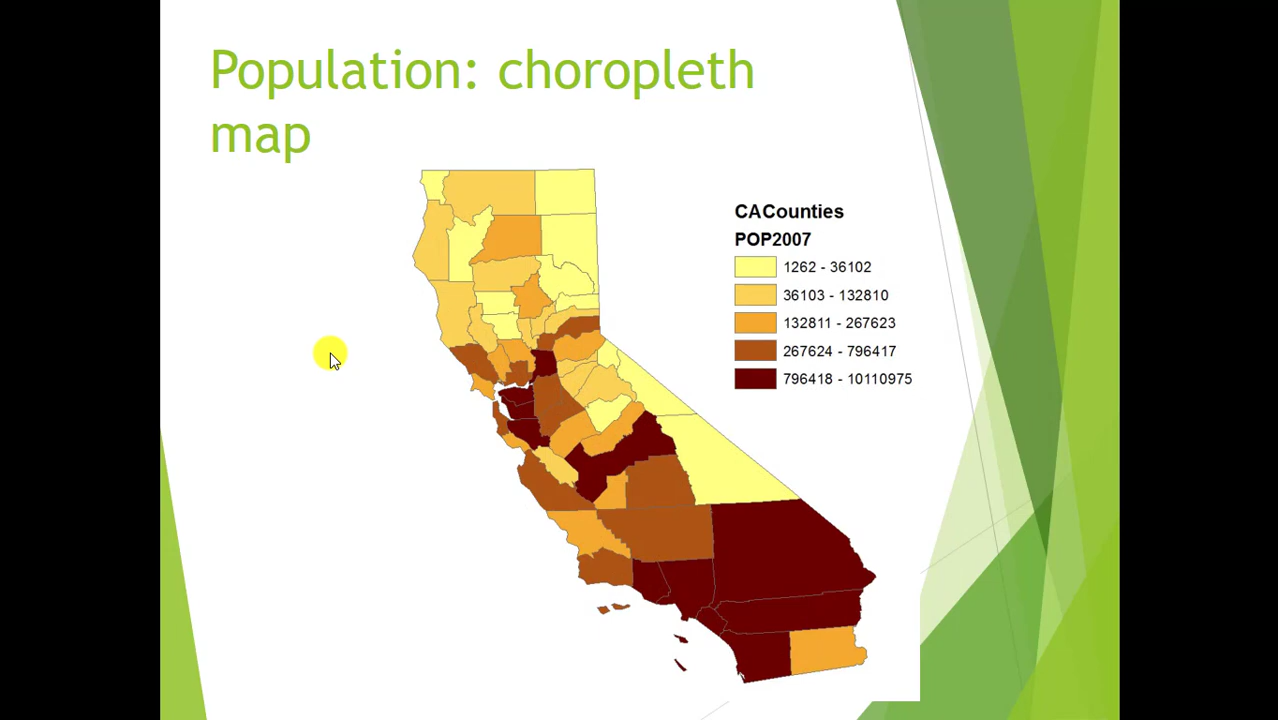 Population: choropleth
map
CACounties
POP2007
1262 - 36102
36103 - 132810
132811 - 267623
267624 - 796417
796418 - 10110975